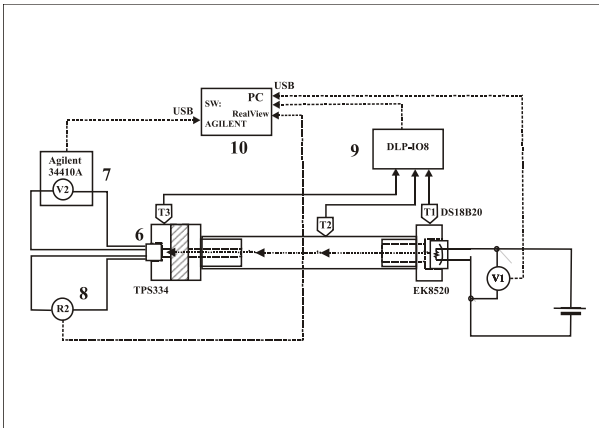 USB
PC
SW:
RealView
AGILENT
USB
10
Agilent
34410A
V2
7
9
DLP-IO8
6
T3
T2
T1
DS18B20
TPS334
EK8520
V1
8
R2